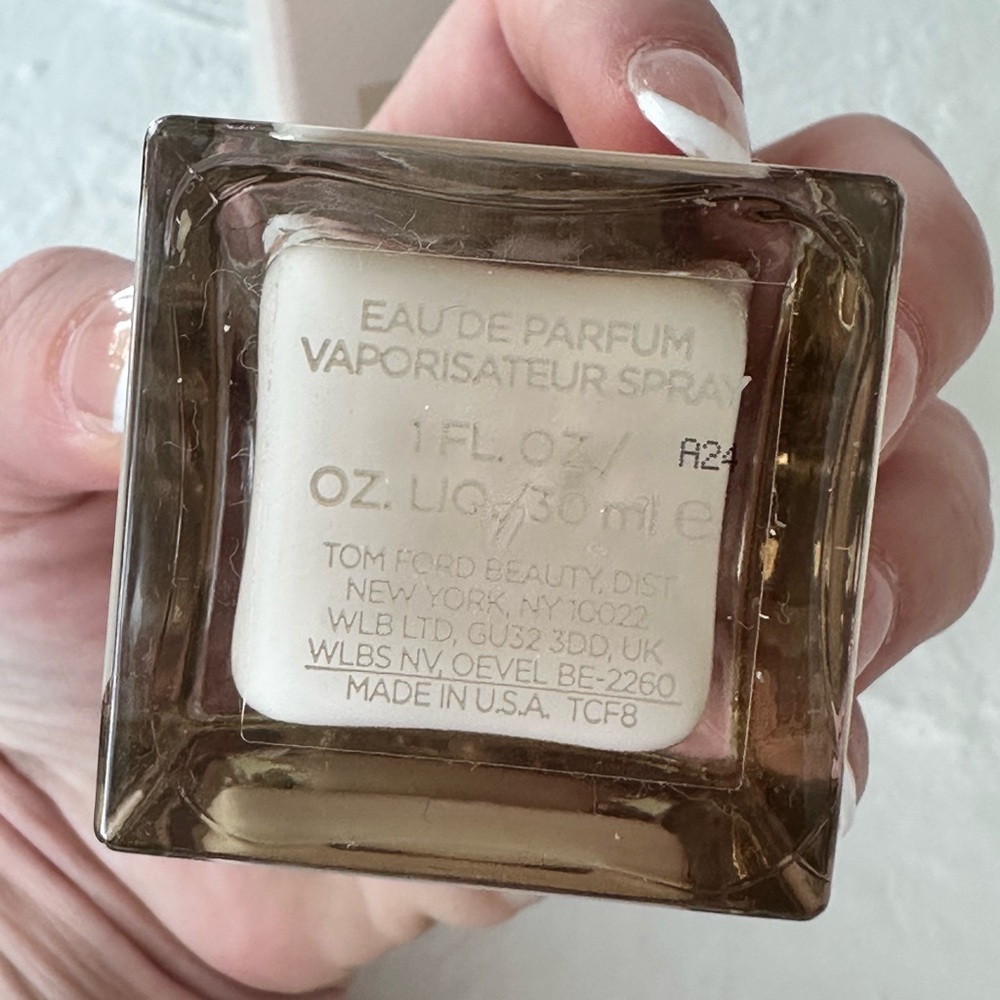 EAU DE PARFUM
VAPORISATEUR SPRAY
1 FL. OZ /
OZ. LIQ./30 ml e
A24
TOM FORD BEAUTY, DIST.
NEW YORK, NY 10022
WLB LTD, GU32 3DD, UK
WLBS NV, OEVEL BE-2260
MADE IN U.S.A. TCF8